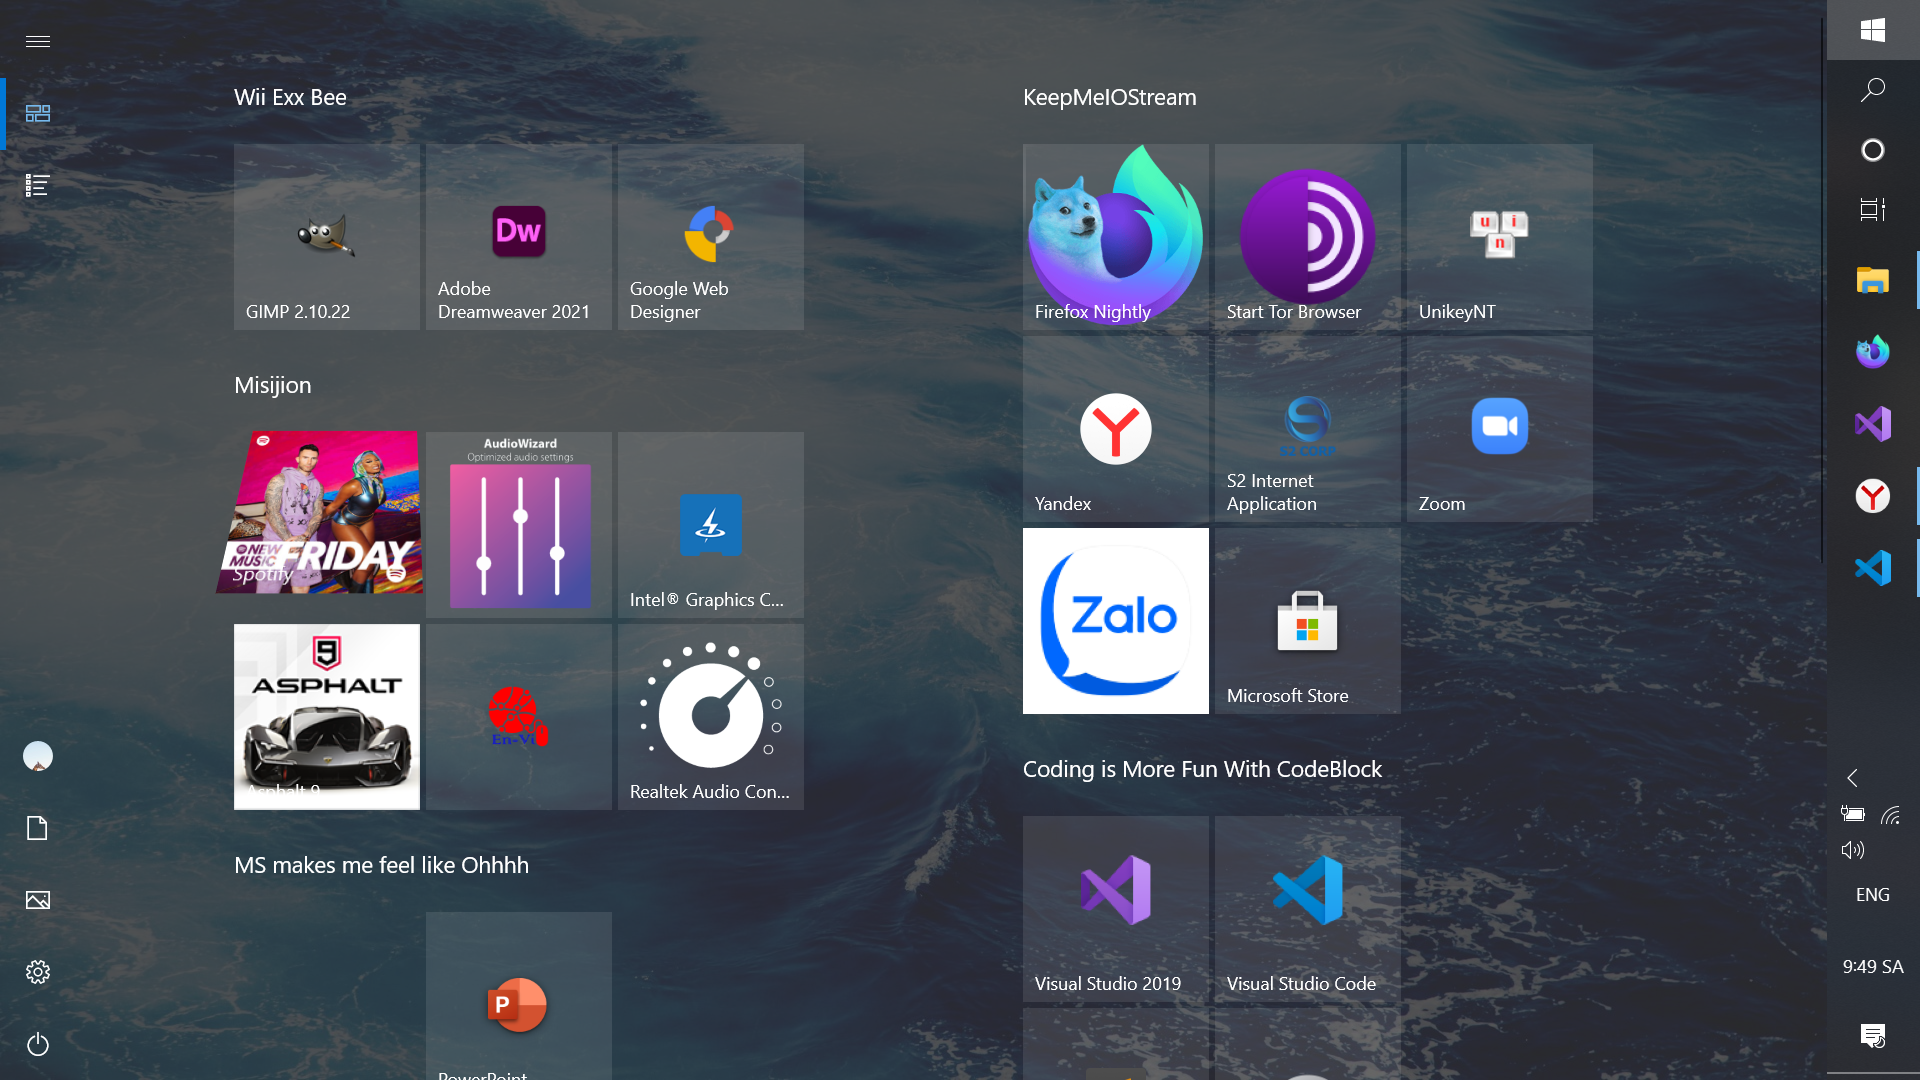 Wii Exx Bee
GIMP 2.10.22
Dw
Adobe
Dreamweaver 2021
Google Web
Designer
Misijion
NEW
MUSIC
FRIDAY
Spotify
AudioWizard
Optimized audio settings
Intel® Graphics C...
9
ASPHALT
Asphalt 9
En-Vi
Realtek Audio Con...
MS makes me feel like Ohhhh
P
PowerPoint
KeepMeIOStream
Firefox Nightly
Start Tor Browser
u i
n
UnikeyNT
Y
Yandex
S
S2 CORP
S2 Internet
Application
Zoom
Zalo
Microsoft Store
Coding is More Fun With CodeBlock
Visual Studio 2019
Visual Studio Code
Y
ENG
9:49 SA